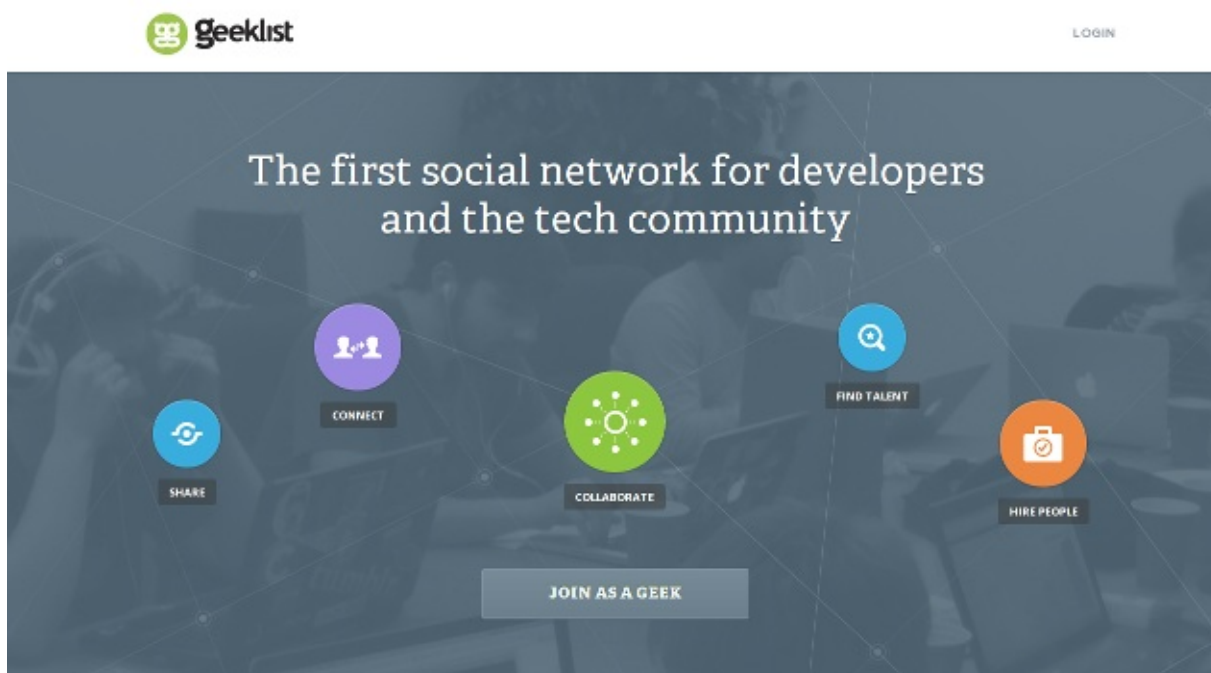 geeklist
LOGIN
The first social network for developers
and the tech community
SHARE
CONNECT
COLLABORATE
FIND TALENT
HIRE PEOPLE
JOIN AS A GEEK